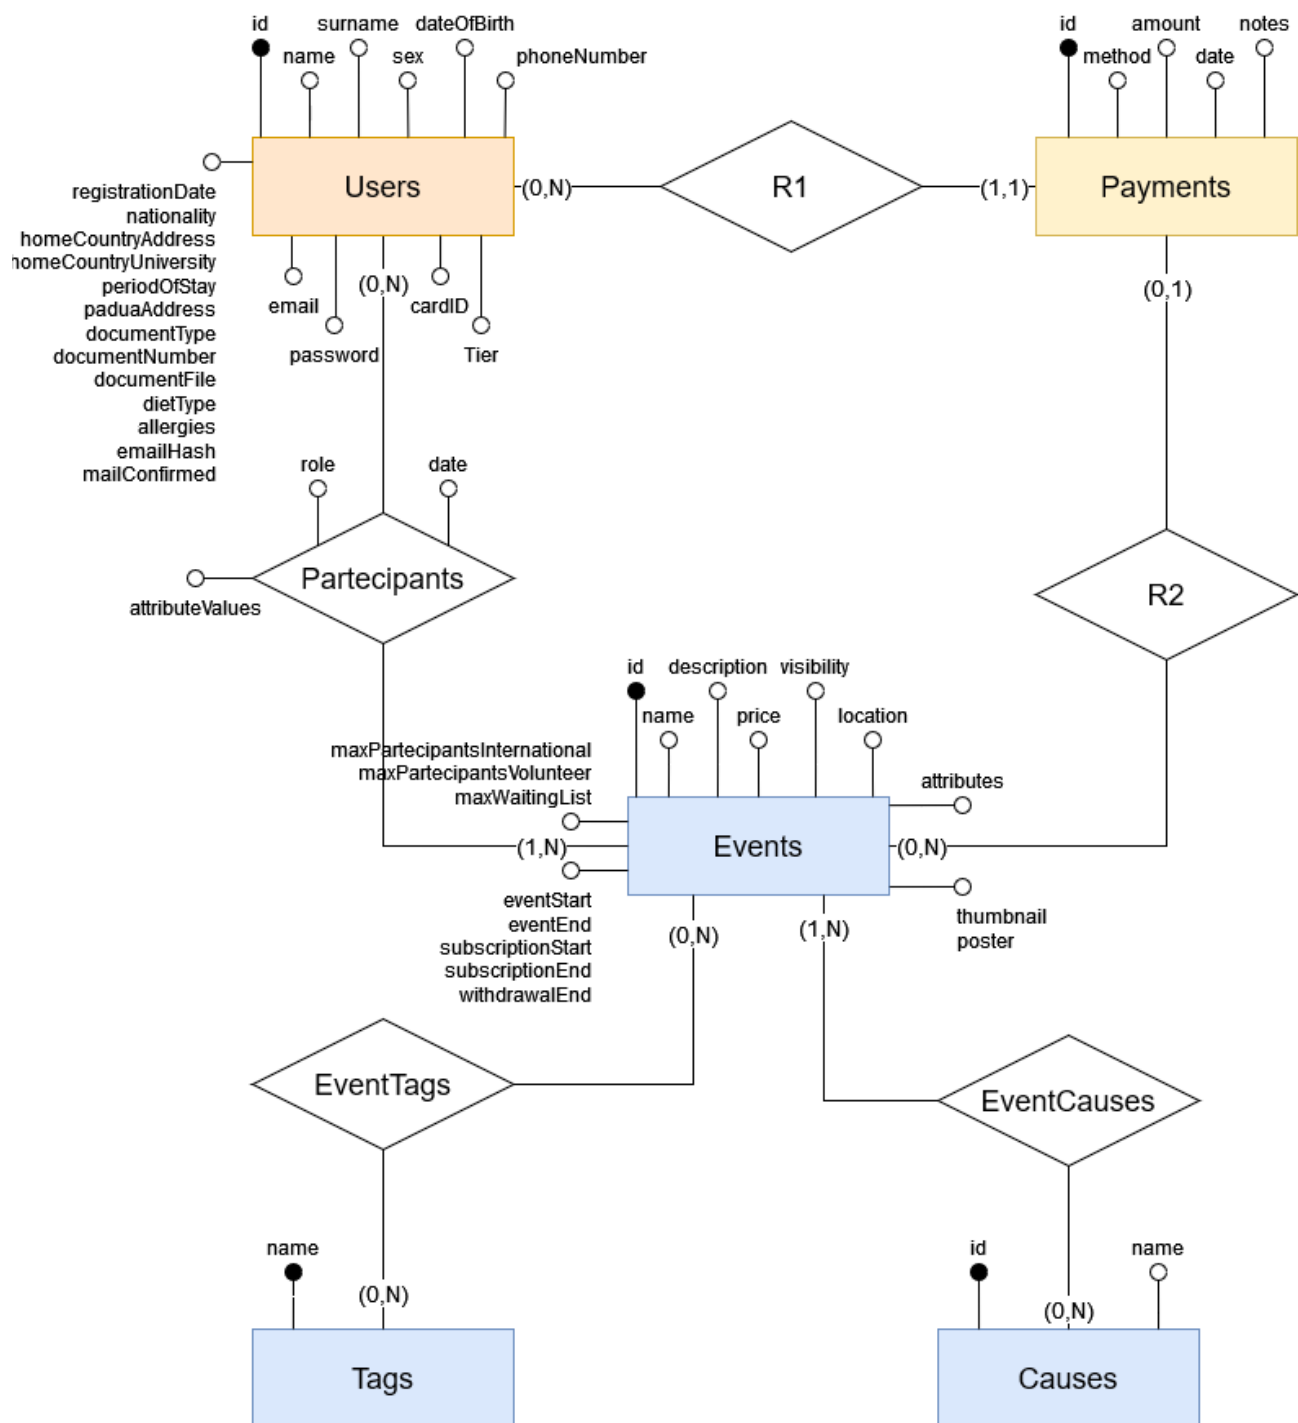 id
surname
dateOfBirth
name
sex
phoneNumber
id
amount
notes
method
date
Users
(0,N)
R1
(1,1)
Payments
registrationDate
nationality
homeCountryAddress
homeCountryUniversity
periodOfStay
paduaAddress
documentType
documentNumber
documentFile
dietType
allergies
emailHash
mailConfirmed
email
password
(0,N)
cardID
Tier
(0,1)
role
date
Partecipants
attributeValues
R2
id
description
visibility
name
price
location
maxPartecipantsInternational
maxPartecipantsVolunteer
maxWaitingList
attributes
(1,N)
Events
(0,N)
eventStart
eventEnd
subscriptionStart
subscriptionEnd
withdrawalEnd
(0,N)
(1,N)
thumbnail
poster
EventTags
EventCauses
name
(0,N)
Tags
id
name
(0,N)
Causes